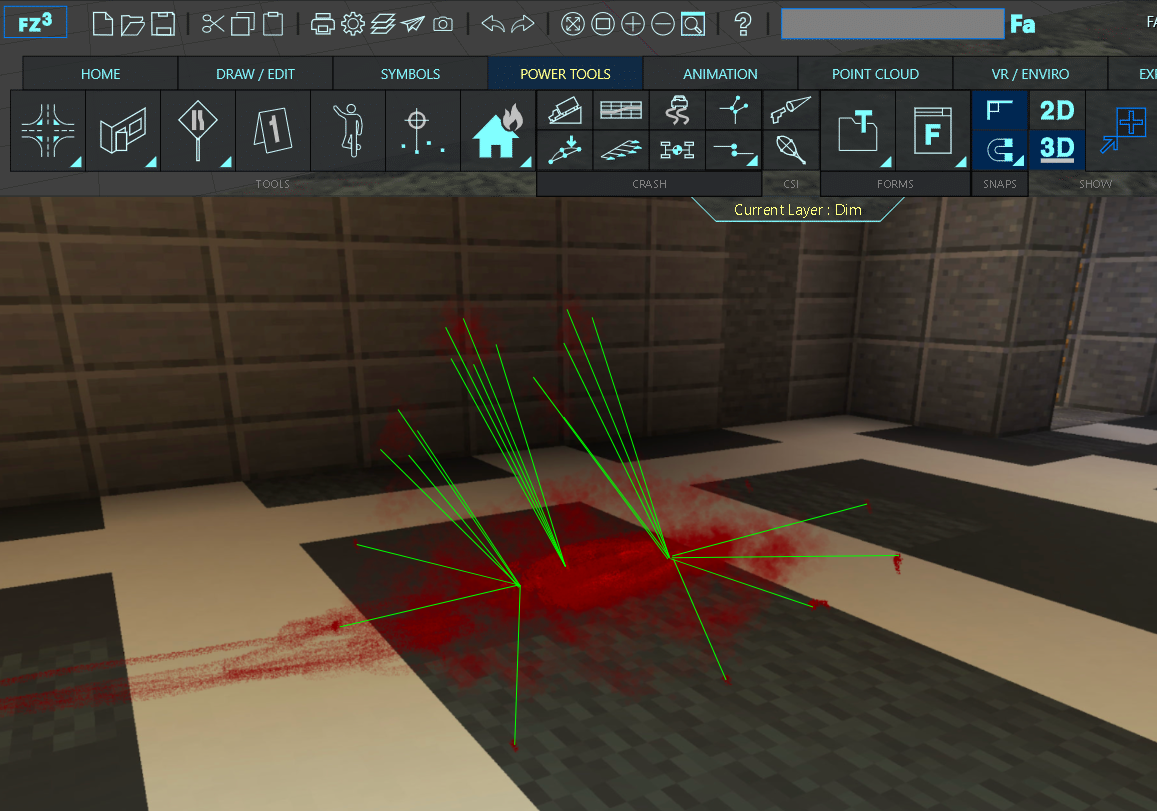 FZ3
Fa
FA
HOME DRAW / EDIT SYMBOLS POWER TOOLS ANIMATION POINT CLOUD VR / ENVIRO
1 T F 2D
3D
TOOLS CRASH CSI FORMS SNAPS SHOW
Current Layer : Dim